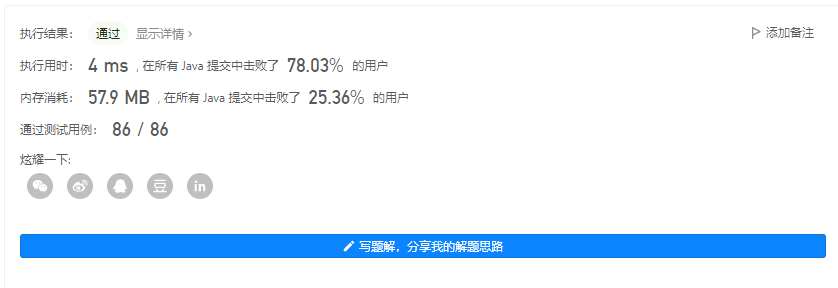 执行结果： 通过 显示详情 > 添加备注
执行用时： 4 ms , 在所有 Java 提交中击败了 78.03% 的用户
内存消耗： 57.9 MB , 在所有 Java 提交中击败了 25.36% 的用户
通过测试用例： 86 / 86
炫耀一下:
豆 in
写题解，分享我的解题思路